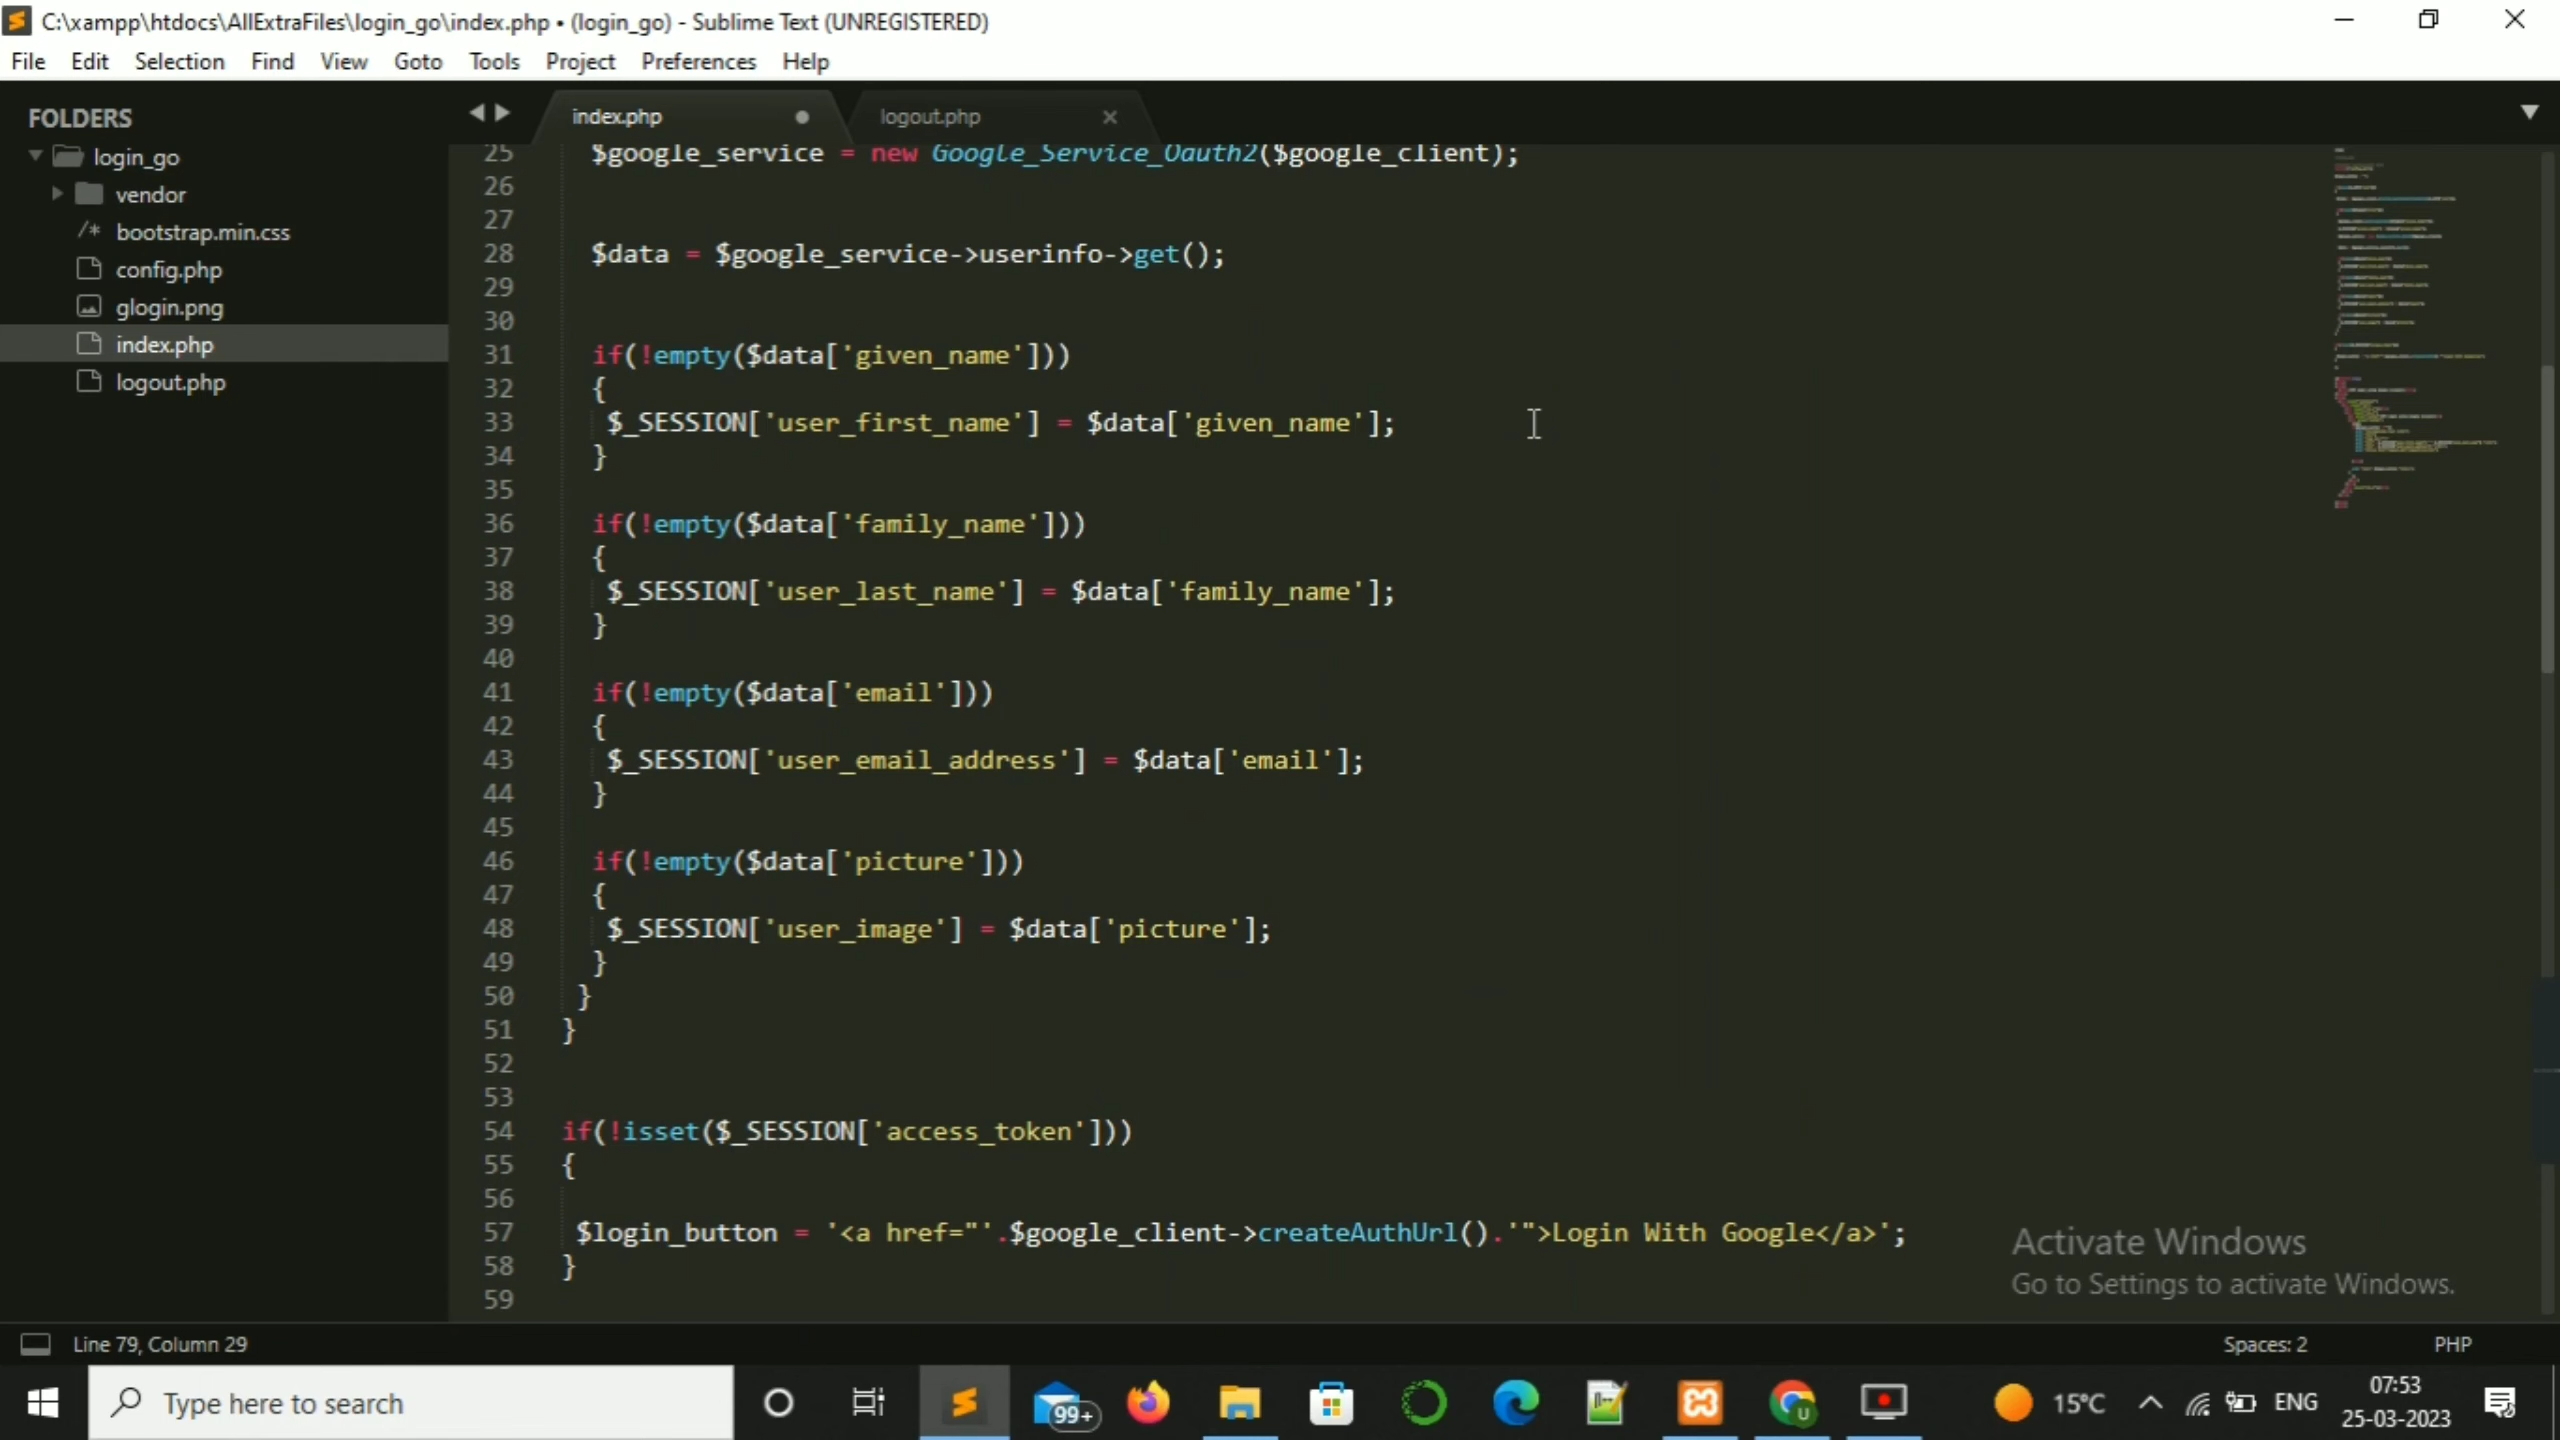 C:\xampp\htdocs\AllExtraFiles\login_go\index.php • (login_go) - Sublime Text (UNREGISTERED)
File Edit Selection Find View Goto Tools Project Preferences Help
FOLDERS
login_go
vendor
/* bootstrap.min.css
config.php
glogin.png
index.php
logout.php
index.php logout.php
25 $google_service = new Google_Service_Oauth2($google_client);
26
27
28 $data = $google_service->userinfo->get();
29
30
31 if(!empty($data['given_name']))
32 {
33 $_SESSION['user_first_name'] = $data['given_name'];
34 }
35
36 if(!empty($data['family_name']))
37 {
38 $_SESSION['user_last_name'] = $data['family_name'];
39 }
40
41 if(!empty($data['email']))
42 {
43 $_SESSION['user_email_address'] = $data['email'];
44 }
45
46 if(!empty($data['picture']))
47 {
48 $_SESSION['user_image'] = $data['picture'];
49 }
50 }
51 }
52
53
54 if(!isset($_SESSION['access_token']))
55 {
56
57 $login_button = '<a href="'.$google_client->createAuthUrl().'">Login With Google</a>';
58 }
59
Activate Windows
Go to Settings to activate Windows.
Line 79, Column 29 Spaces: 2 PHP
Type here to search 99+ U 15°C ENG 07:53
25-03-2023